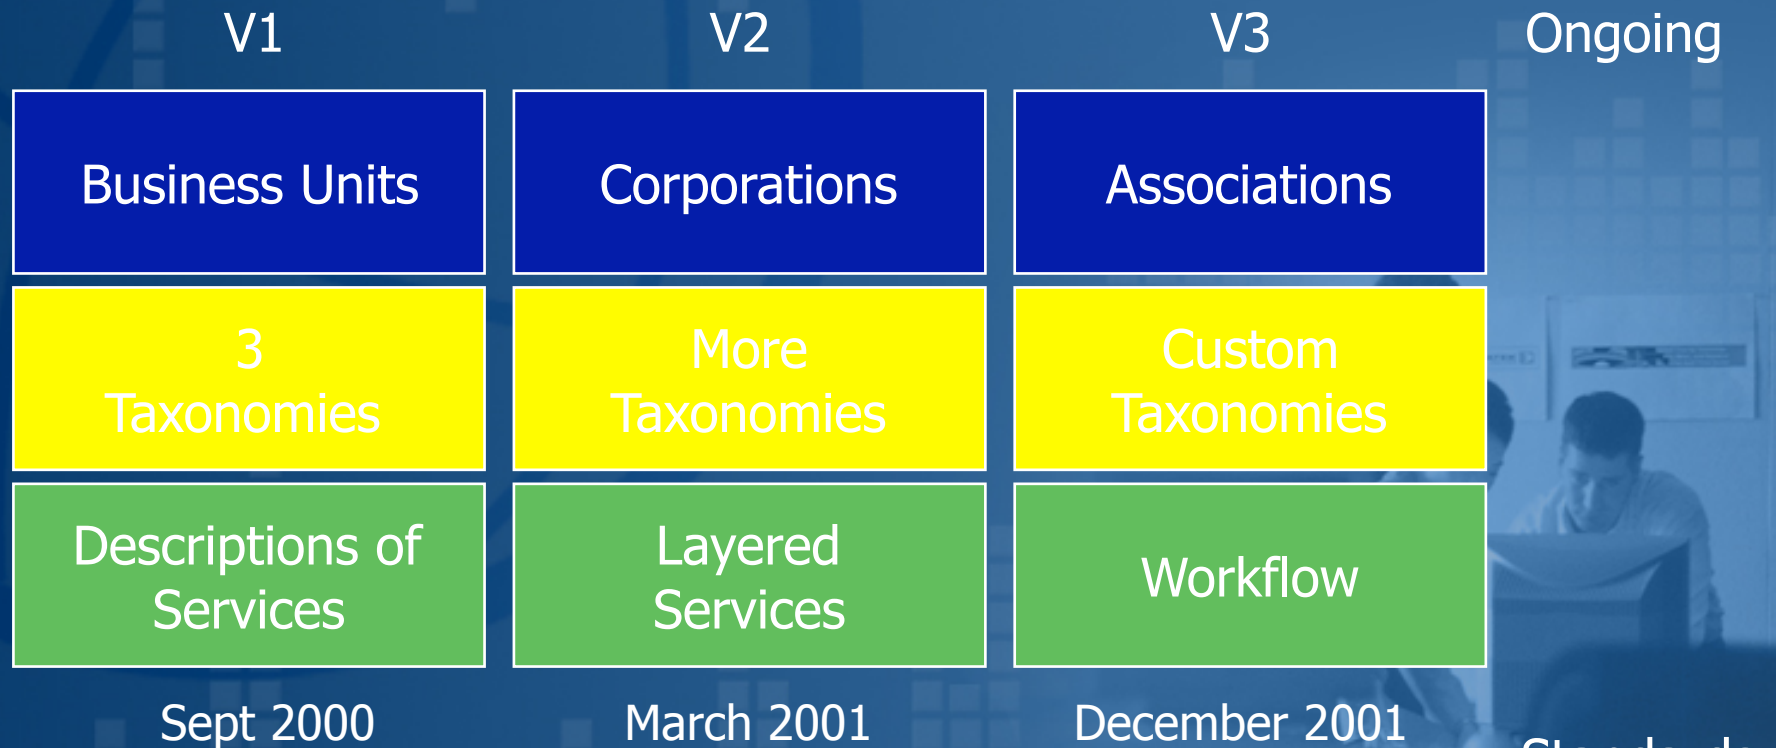 V1 V2 V3 Ongoing
Business Units Corporations Associations
3 More Custom
Taxonomies Taxonomies Taxonomies
Descriptions of Layered Workflow
Services Services
Sept 2000 March 2001 December 2001